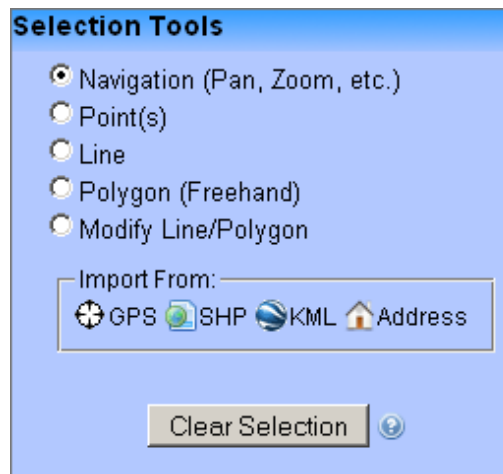 Selection Tools
Navigation (Pan, Zoom, etc.)
Point(s)
Line
Polygon (Freehand)
Modify Line/Polygon
Import From:
GPS SHP KML Address
Clear Selection ?